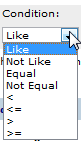 Condition:
Like
Like
Not Like
Equal
Not Equal
<
<=
>
>=